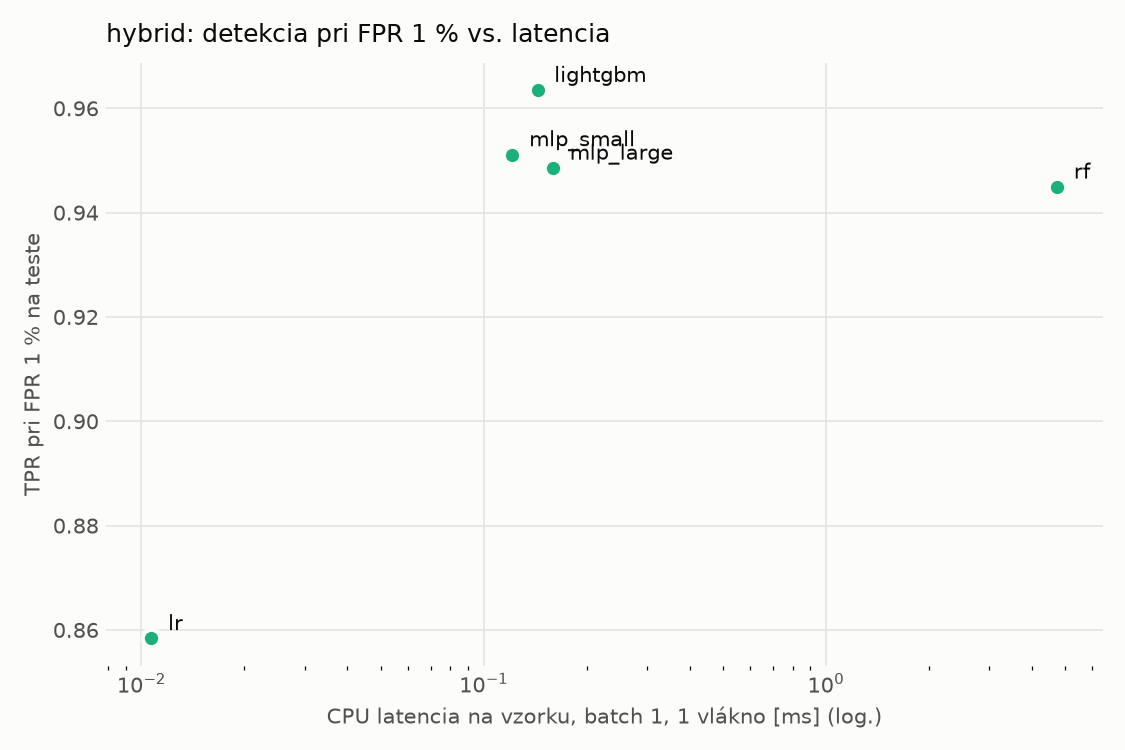 hybrid: detekcia pri FPR 1 % vs. latencia
lightgbm
0.96
mlp_small
mlp_large
rf
0.94
TPR pri FPR 1 % na teste
0.92
0.90
0.88
lr
0.86
10⁻² 10⁻¹ 10⁰
CPU latencia na vzorku, batch 1, 1 vlákno [ms] (log.)